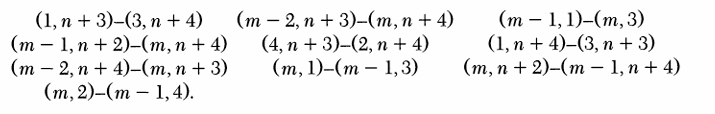 (1, n + 3)–(3, n + 4) (m − 2, n + 3)–(m, n + 4) (m − 1, 1)–(m, 3)
(m − 1, n + 2)–(m, n + 4) (4, n + 3)–(2, n + 4) (1, n + 4)–(3, n + 3)
(m − 2, n + 4)–(m, n + 3) (m, 1)–(m − 1, 3) (m, n + 2)–(m − 1, n + 4)
(m, 2)–(m − 1, 4).